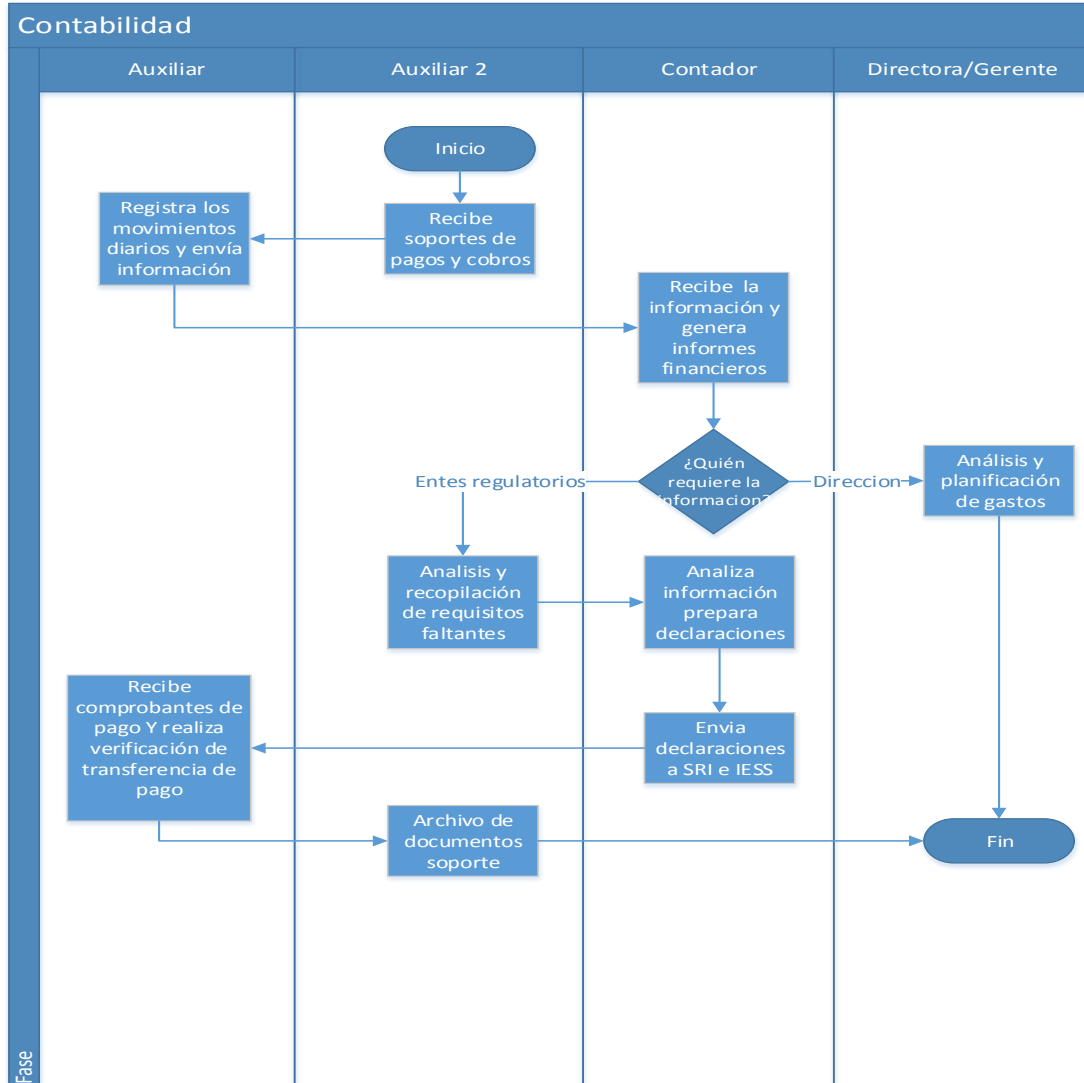 Contabilidad
Auxiliar
Auxiliar 2
Contador
Directora/Gerente
Inicio
Registra los
movimientos
diarios y envía
información
Recibe
soportes de
pagos y cobros
Recibe la
información y
genera
informes
financieros
¿Quién
requiere la
informacion?
Entes regulatorios
Direccion
Análisis y
planificación
de gastos
Analisis y
recopilación
de requisitos
faltantes
Analiza
información
prepara
declaraciones
Recibe
comprobantes de
pago Y realiza
verificación de
transferencia de
pago
Envia
declaraciones
a SRI e IESS
Archivo de
documentos
soporte
Fin
Fase